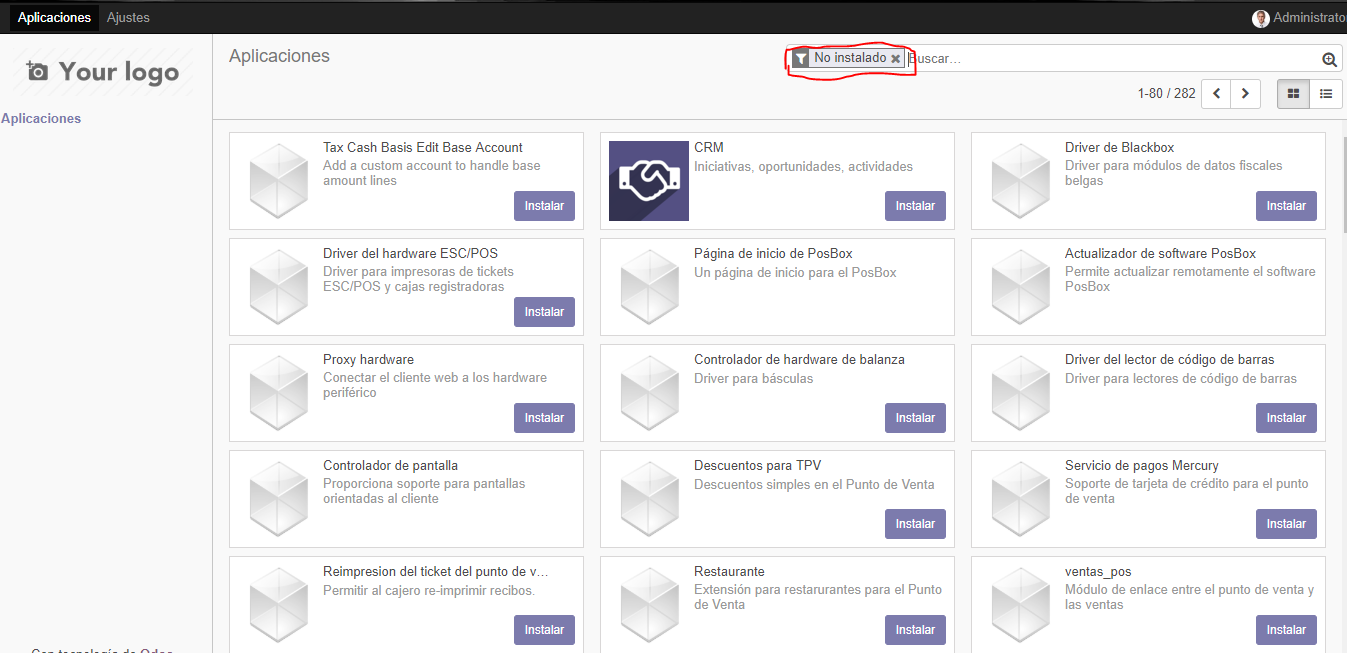 Aplicaciones Ajustes Administrato
Your logo
Aplicaciones
Aplicaciones
No instalado Buscar...
1-80 / 282
Tax Cash Basis Edit Base Account
Add a custom account to handle base
amount lines
Instalar
CRM
Iniciativas, oportunidades, actividades
Instalar
Driver de Blackbox
Driver para módulos de datos fiscales
belgas
Instalar
Driver del hardware ESC/POS
Driver para impresoras de tickets
ESC/POS y cajas registradoras
Instalar
Página de inicio de PosBox
Un página de inicio para el PosBox
Actualizador de software PosBox
Permite actualizar remotamente el software
PosBox
Proxy hardware
Conectar el cliente web a los hardware
periférico
Instalar
Controlador de hardware de balanza
Driver para básculas
Instalar
Driver del lector de código de barras
Driver para lectores de código de barras
Instalar
Controlador de pantalla
Proporciona soporte para pantallas
orientadas al cliente
Descuentos para TPV
Descuentos simples en el Punto de Venta
Instalar
Servicio de pagos Mercury
Soporte de tarjeta de crédito para el punto
de venta
Instalar
Reimpresion del ticket del punto de v...
Permitir al cajero re-imprimir recibos.
Instalar
Restaurante
Extensión para restarurantes para el Punto
de Venta
Instalar
ventas_pos
Módulo de enlace entre el punto de venta y
las ventas
Instalar
Con tecnología de Odoo